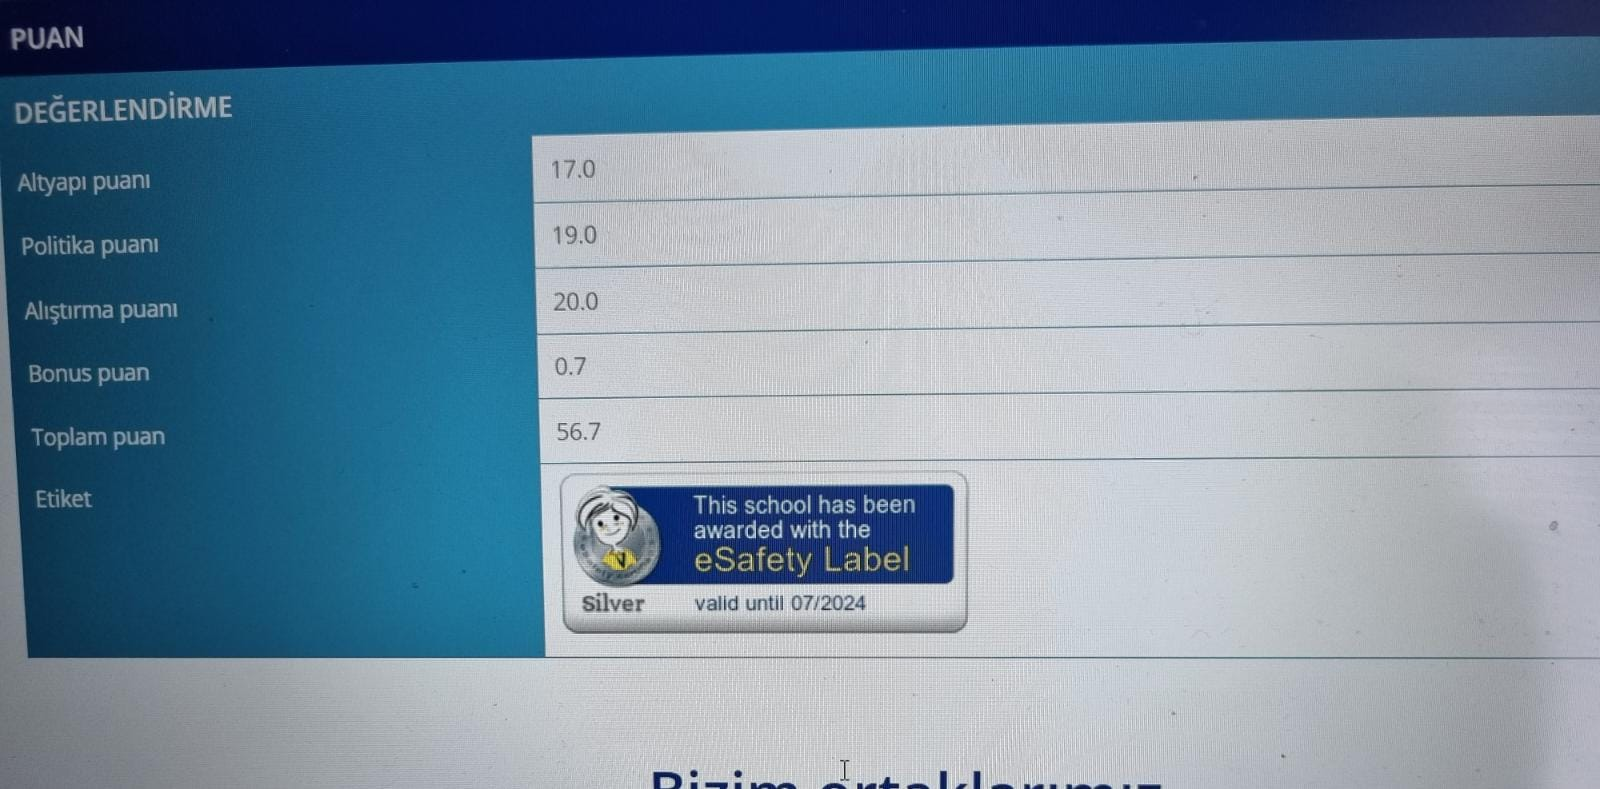 PUAN
DEĞERLENDİRME
Altyapı puanı 17.0
Politika puanı 19.0
Alıştırma puanı 20.0
Bonus puan 0.7
Toplam puan 56.7
Etiket
This school has been
awarded with the
eSafety Label
Silver valid until 07/2024
Bizim ortaklarımız